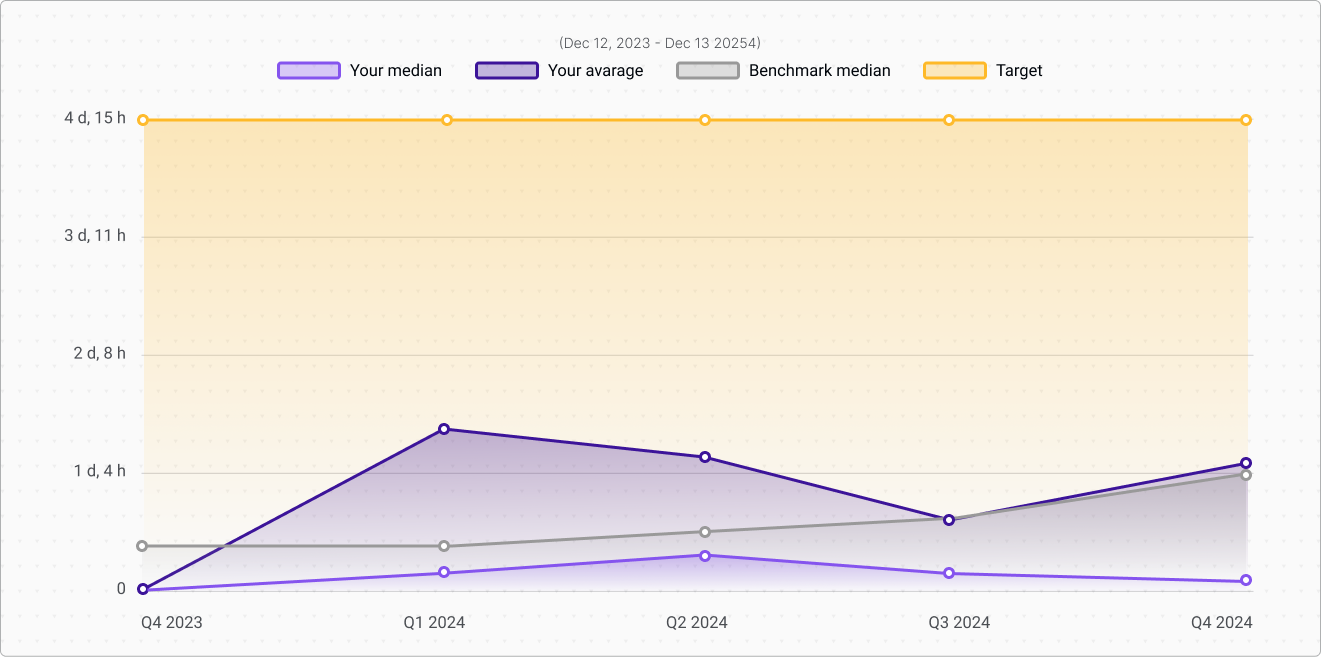 (Dec 12, 2023 - Dec 13 20254)
Your median Your avarage Benchmark median Target
4 d, 15 h
3 d, 11 h
2 d, 8 h
1 d, 4 h
0
Q4 2023 Q1 2024 Q2 2024 Q3 2024 Q4 2024